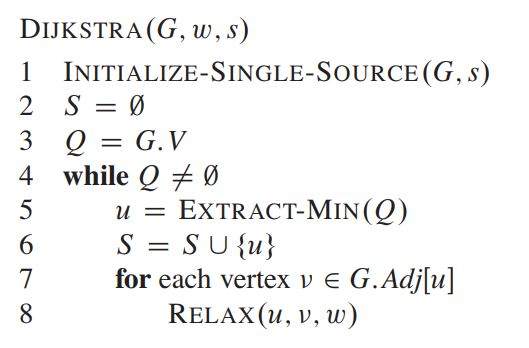 DIJKSTRA(G, w, s)
1 INITIALIZE-SINGLE-SOURCE(G, s)
2 S = ∅
3 Q = G.V
4 while Q ≠ ∅
5 u = EXTRACT-MIN(Q)
6 S = S ∪ {u}
7 for each vertex v ∈ G.Adj[u]
8 RELAX(u, v, w)